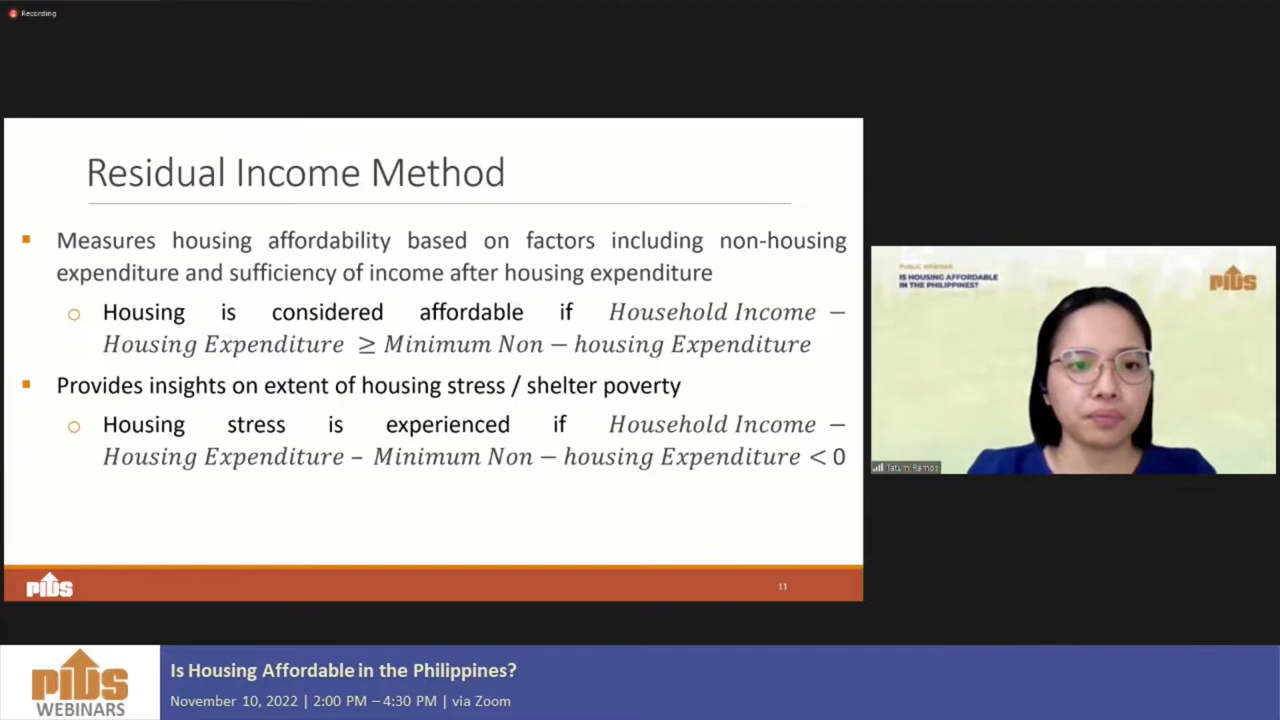 Recording
Residual Income Method
Measures housing affordability based on factors including non-housing
expenditure and sufficiency of income after housing expenditure
Housing is considered affordable if Household Income −
Housing Expenditure ≥ Minimum Non − housing Expenditure
Provides insights on extent of housing stress / shelter poverty
Housing stress is experienced if Household Income −
Housing Expenditure – Minimum Non − housing Expenditure < 0
PIDS
11
PUBLIC WEBINAR
IS HOUSING AFFORDABLE
IN THE PHILIPPINES?
PIDS
Tatum Ramos
PIDS
WEBINARS
Is Housing Affordable in the Philippines?
November 10, 2022 | 2:00 PM – 4:30 PM | via Zoom